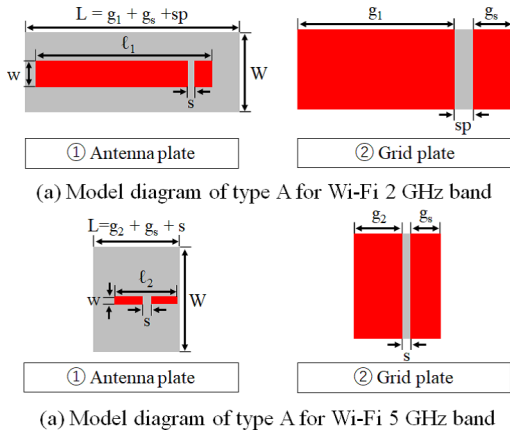 L = g₁ + gₛ +sp
ℓ₁
w
W
s
① Antenna plate
g₁
gₛ
sp
② Grid plate
(a) Model diagram of type A for Wi-Fi 2 GHz band
L=g₂ + gₛ + s
ℓ₂
w
W
s
① Antenna plate
g₂
gₛ
s
② Grid plate
(a) Model diagram of type A for Wi-Fi 5 GHz band